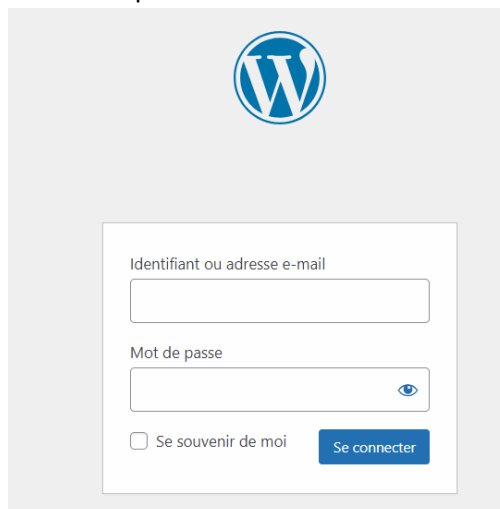 Identifiant ou adresse e-mail
Mot de passe
Se souvenir de moi
Se connecter